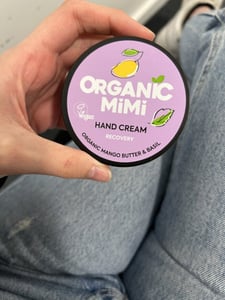 ORGANIC
MiMi
Vegan
HAND CREAM
RECOVERY
ORGANIC MANGO BUTTER & BASIL